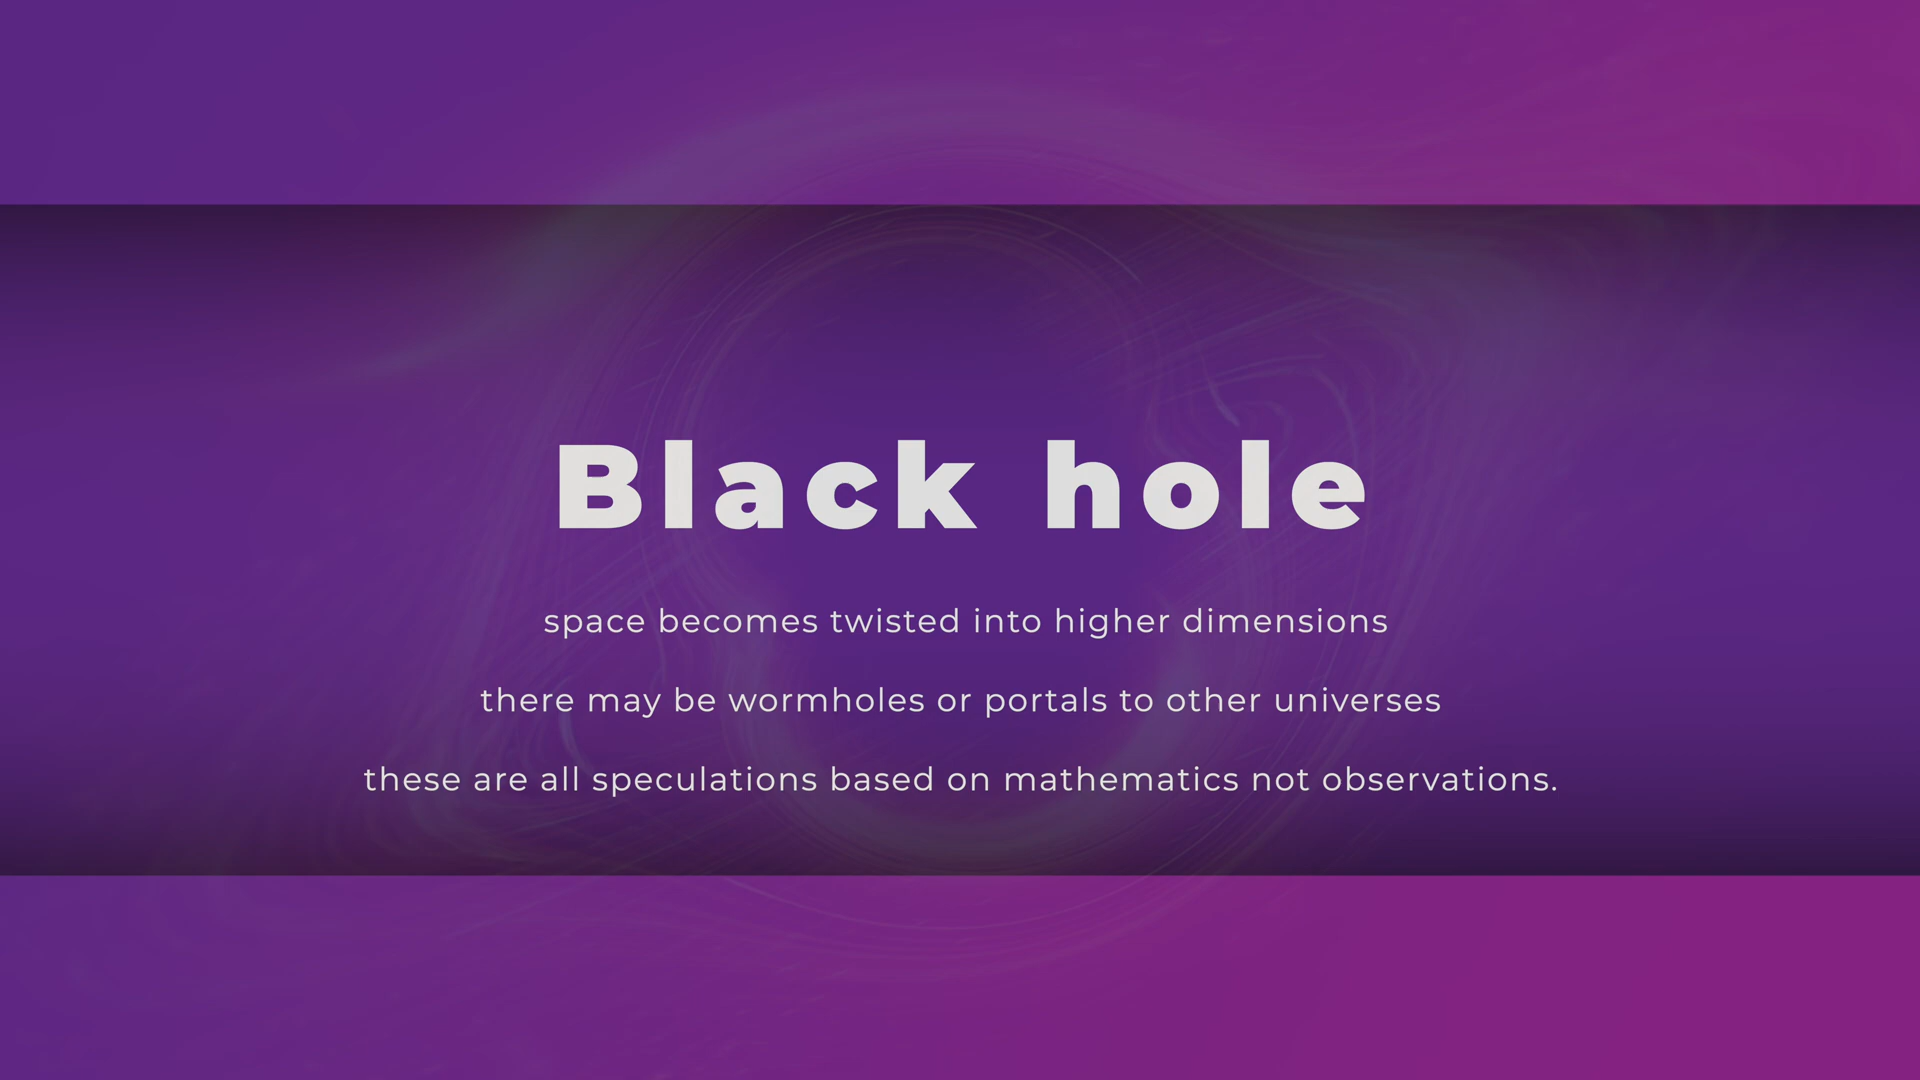 Black hole
space becomes twisted into higher dimensions
there may be wormholes or portals to other universes
these are all speculations based on mathematics not observations.